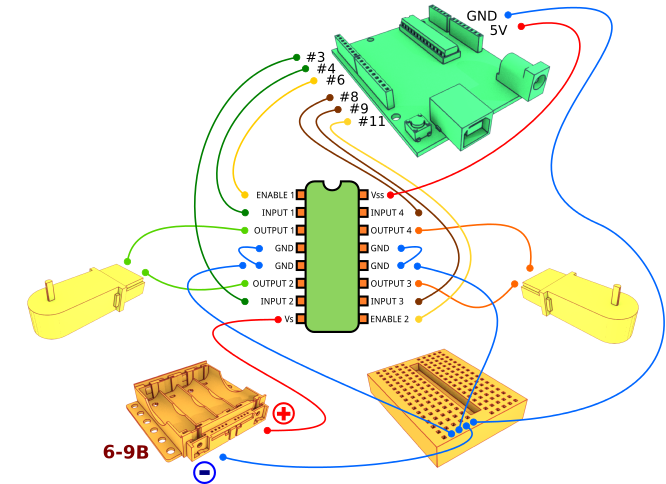 GND
5V
#3
#4
#6
#8
#9
#11
ENABLE 1
Vss
INPUT 1
INPUT 4
OUTPUT 1
OUTPUT 4
GND
GND
GND
GND
OUTPUT 2
OUTPUT 3
INPUT 2
INPUT 3
Vs
ENABLE 2
+
6-9В
-